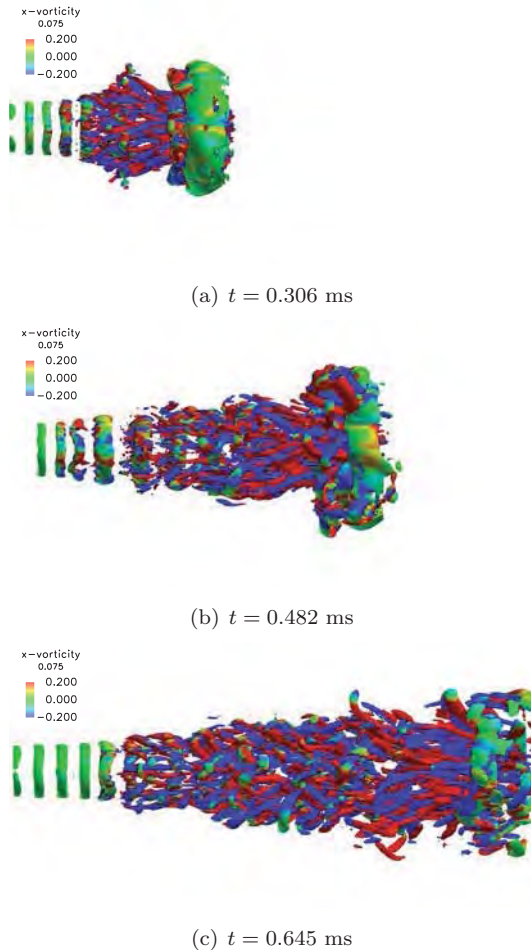 x-vorticity
0.075
0.200
0.000
-0.200
(a) t = 0.306 ms
x-vorticity
0.075
0.200
0.000
-0.200
(b) t = 0.482 ms
x-vorticity
0.075
0.200
0.000
-0.200
(c) t = 0.645 ms